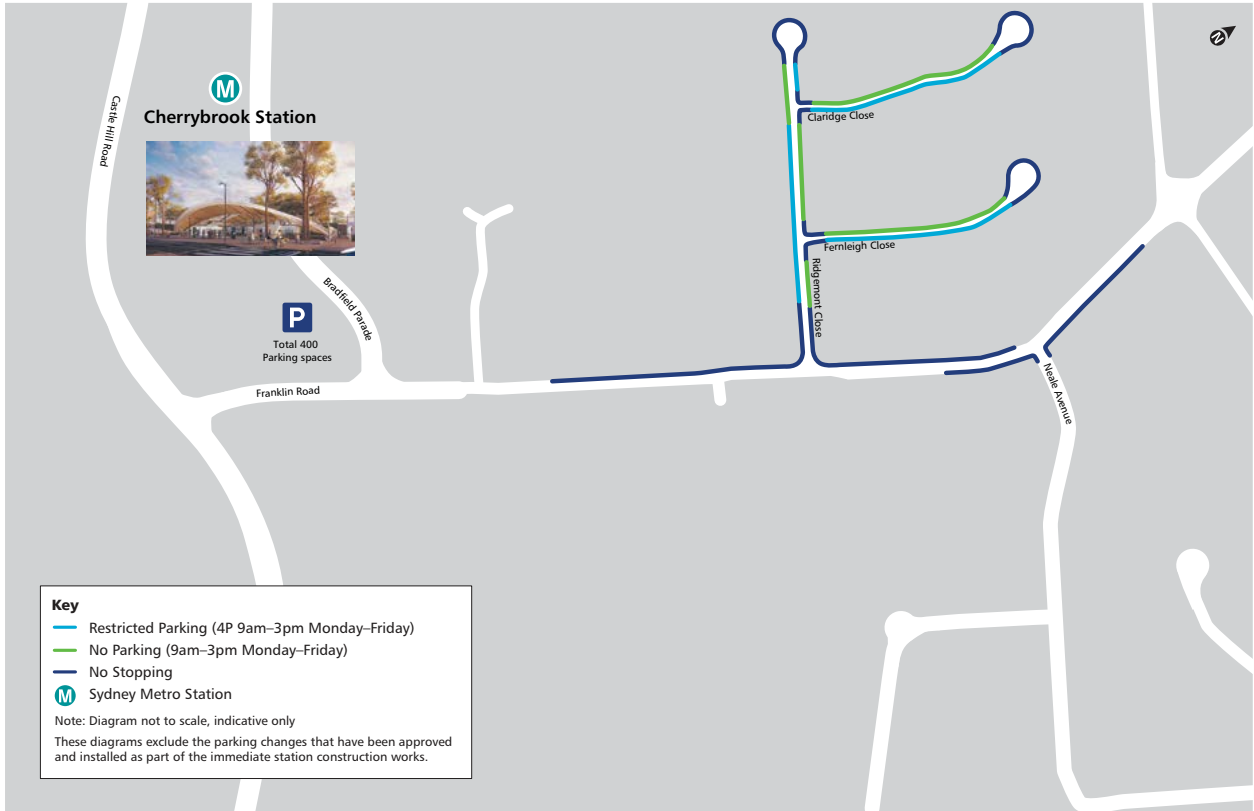 N
M
Cherrybrook Station
Castle Hill Road
Claridge Close
Fernleigh Close
Ridgemont Close
Bradfield Parade
P
Total 400
Parking spaces
Franklin Road
Neale Avenue
Key
Restricted Parking (4P 9am–3pm Monday–Friday)
No Parking (9am–3pm Monday–Friday)
No Stopping
M Sydney Metro Station
Note: Diagram not to scale, indicative only
These diagrams exclude the parking changes that have been approved
and installed as part of the immediate station construction works.